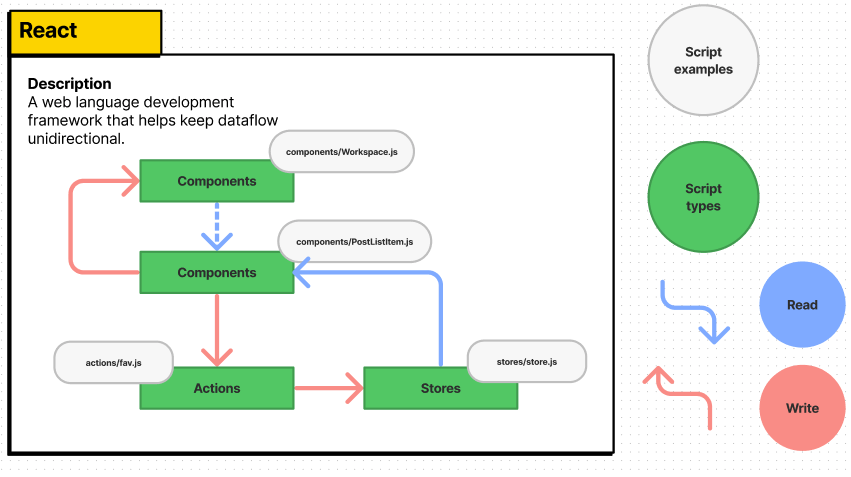 React
Description
A web language development
framework that helps keep dataflow
unidirectional.
components/Workspace.js
Components
components/PostListItem.js
Components
actions/fav.js
Actions
stores/store.js
Stores
Script
examples
Script
types
Read
Write